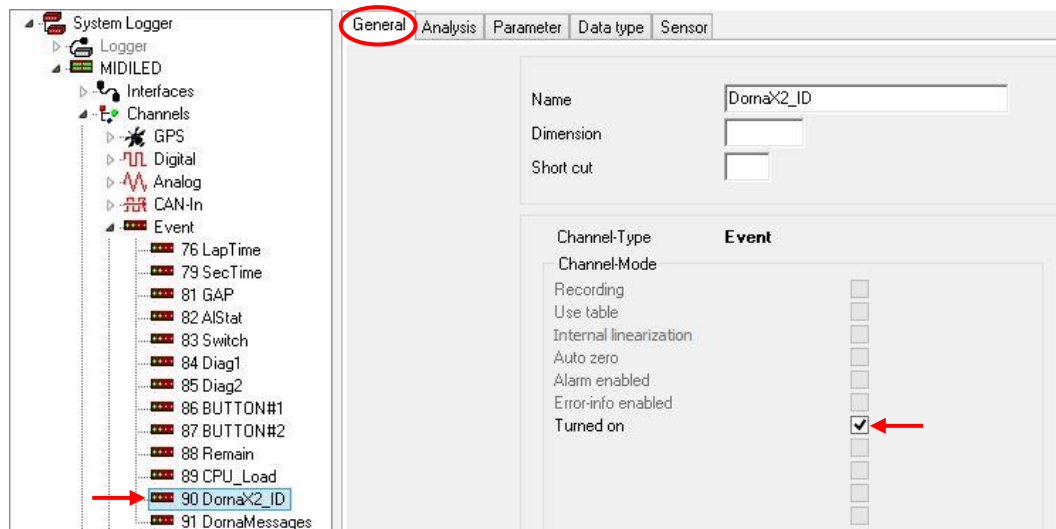 System Logger
Logger
MIDILED
Interfaces
Channels
GPS
Digital
Analog
CAN-In
Event
76 LapTime
79 SecTime
81 GAP
82 AlStat
83 Switch
84 Diag1
85 Diag2
86 BUTTON#1
87 BUTTON#2
88 Remain
89 CPU_Load
90 DornaX2_ID
91 DornaMessages
General Analysis Parameter Data type Sensor
Name DornaX2_ID
Dimension
Short cut
Channel-Type Event
Channel-Mode
Recording
Use table
Internal linearization
Auto zero
Alarm enabled
Error-info enabled
Turned on